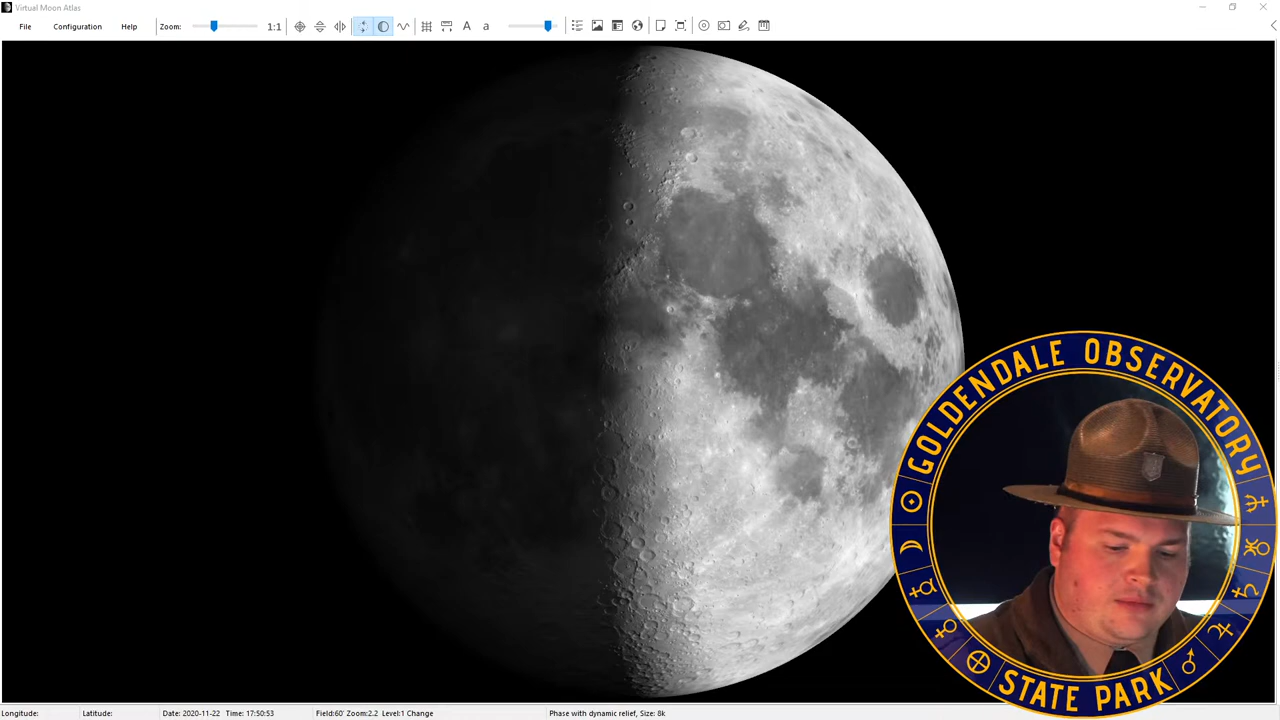 Virtual Moon Atlas
File Configuration Help Zoom: 1:1 A a
GOLDENDALE OBSERVATORY
STATE PARK
Longitude: Latitude: Date: 2020-11-22 Time: 17:50:53 Field:60' Zoom:2.2 Level:1 Change Phase with dynamic relief, Size: 8k